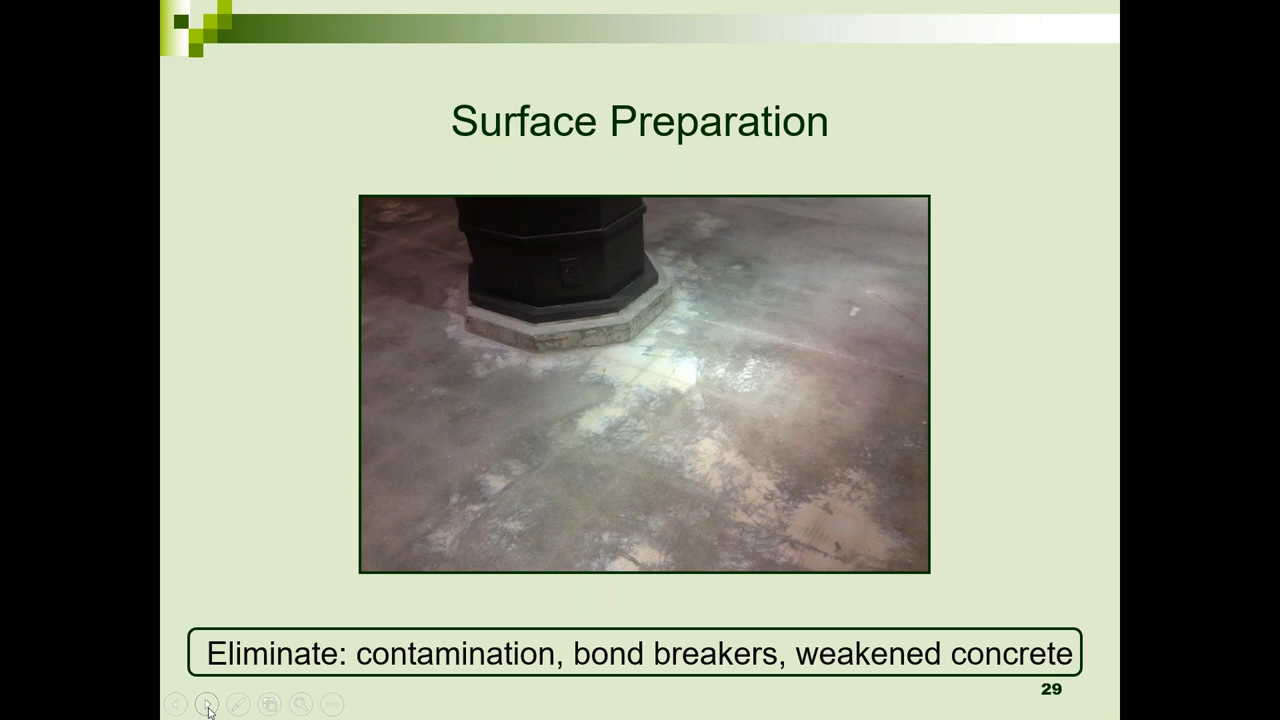 Surface Preparation
Eliminate: contamination, bond breakers, weakened concrete
29